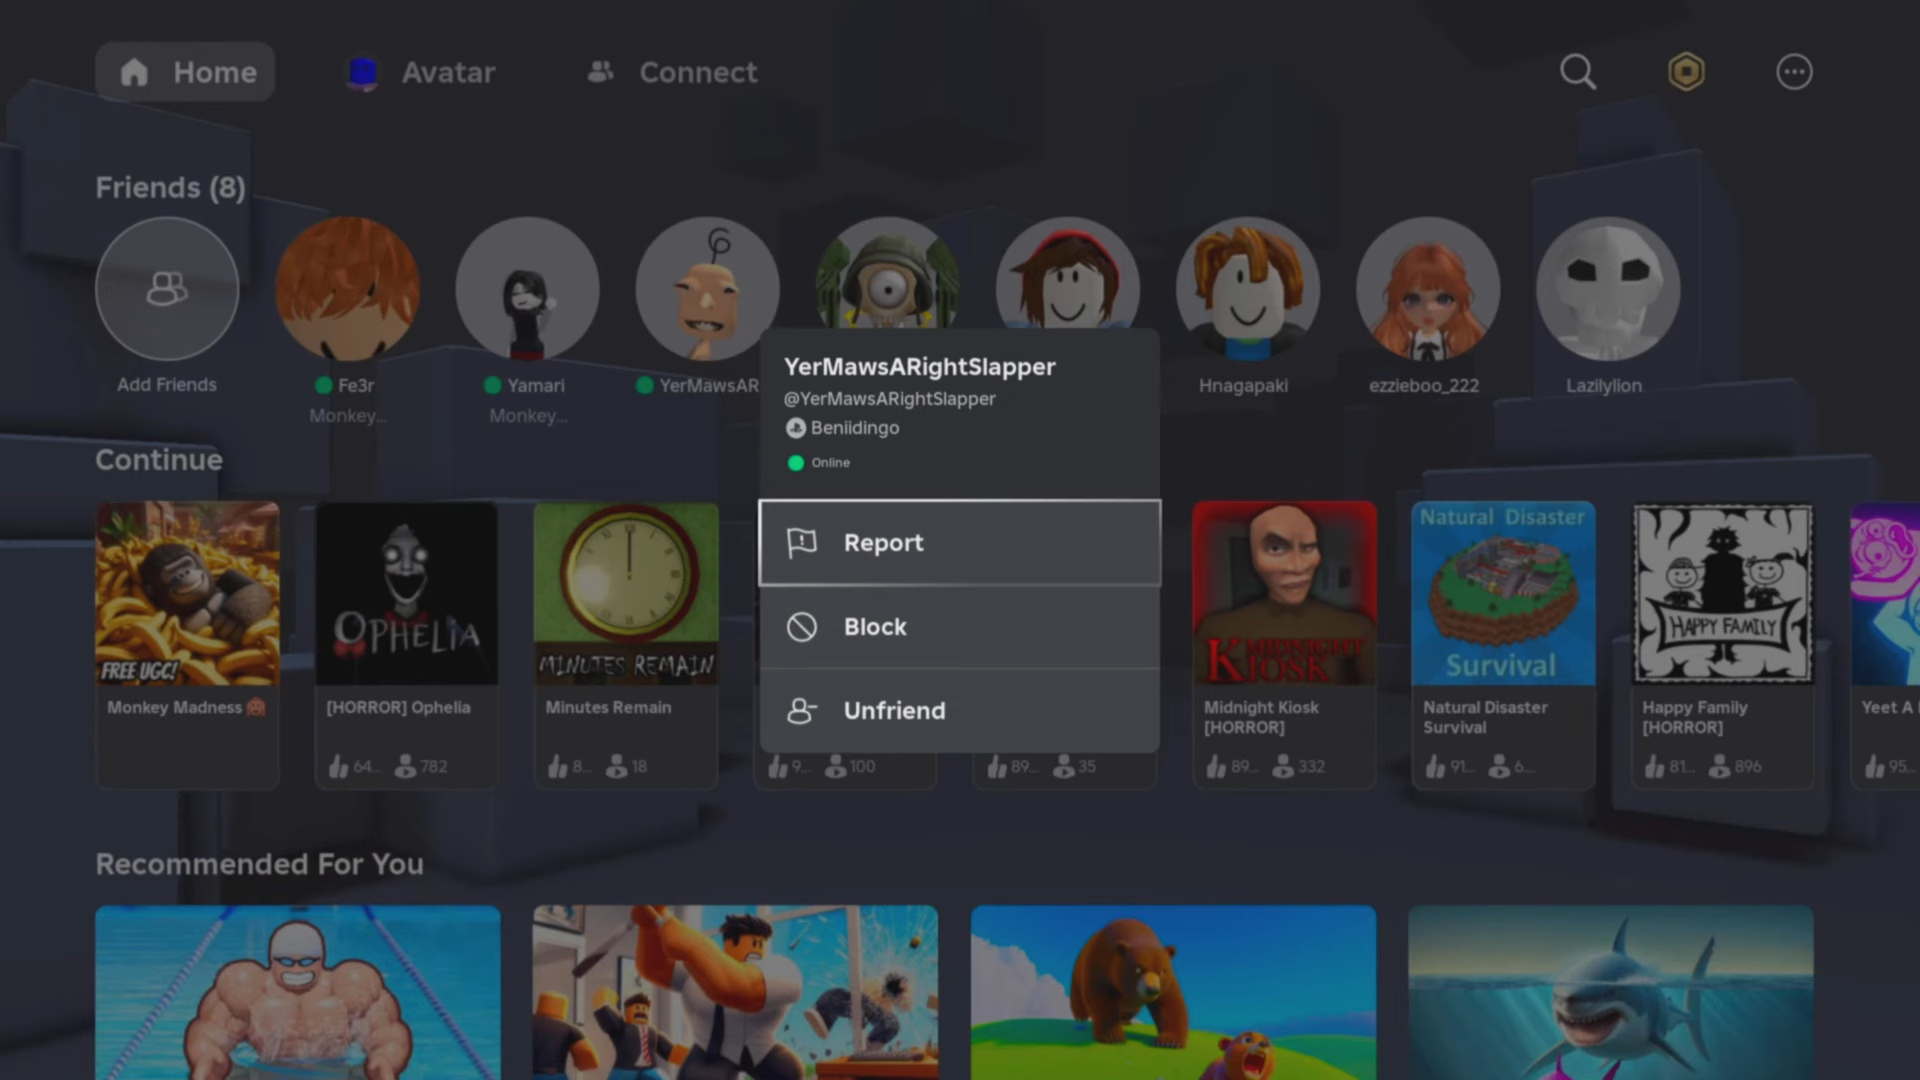 Home
Avatar
Connect
Friends (8)
Add Friends
Fe3r
Monkey...
Yamari
Monkey...
YerMawsAR
Hnagapaki
ezzieboo_222
Lazilylion
YerMawsARightSlapper
@YerMawsARightSlapper
Beniidingo
Online
Report
Block
Unfriend
Continue
FREE UGC!
Monkey Madness
OPHELIA
[HORROR] Ophelia
64...
782
MINUTES REMAIN
Minutes Remain
8...
18
9...
100
89...
35
MIDNIGHT
KIOSK
Midnight Kiosk
[HORROR]
89...
332
Natural Disaster
Survival
Natural Disaster
Survival
91...
6...
HAPPY FAMILY
Happy Family
[HORROR]
81...
896
Yeet A
95...
Recommended For You